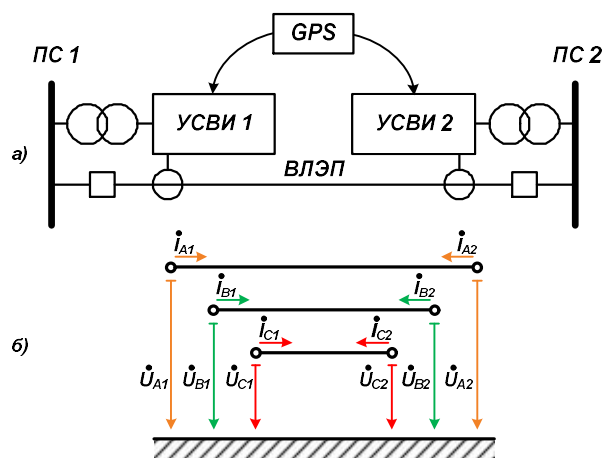 GPS
ПС 1
ПС 2
УСВИ 1
УСВИ 2
а)
ВЛЭП
İA1
İA2
İB1
İB2
İC1
İC2
б)
U̇A1
U̇B1
U̇C1
U̇C2
U̇B2
U̇A2